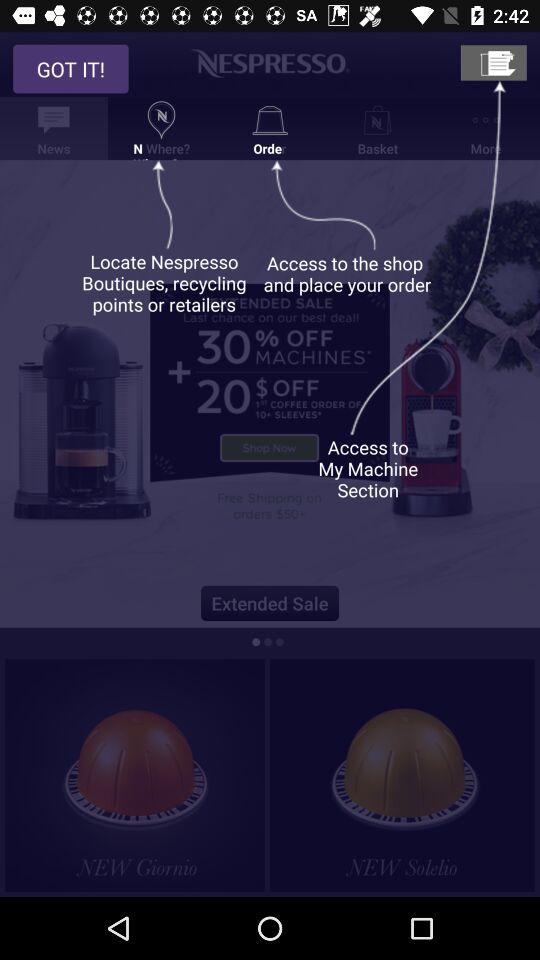 SA 2:42
GOT IT!
NESPRESSO.
News
N Where?
Order
Basket
More
Locate Nespresso
Boutiques, recycling
points or retailers
Access to the shop
and place your order
EXTENDED SALE
Last chance on our best deal!
+ 30% OFF
MACHINES*
20$ OFF
1ST COFFEE ORDER OF
10+ SLEEVES*
Shop Now
Access to
My Machine
Section
Free Shipping on
orders $50+
Extended Sale
NEW Giornio
NEW Solelio